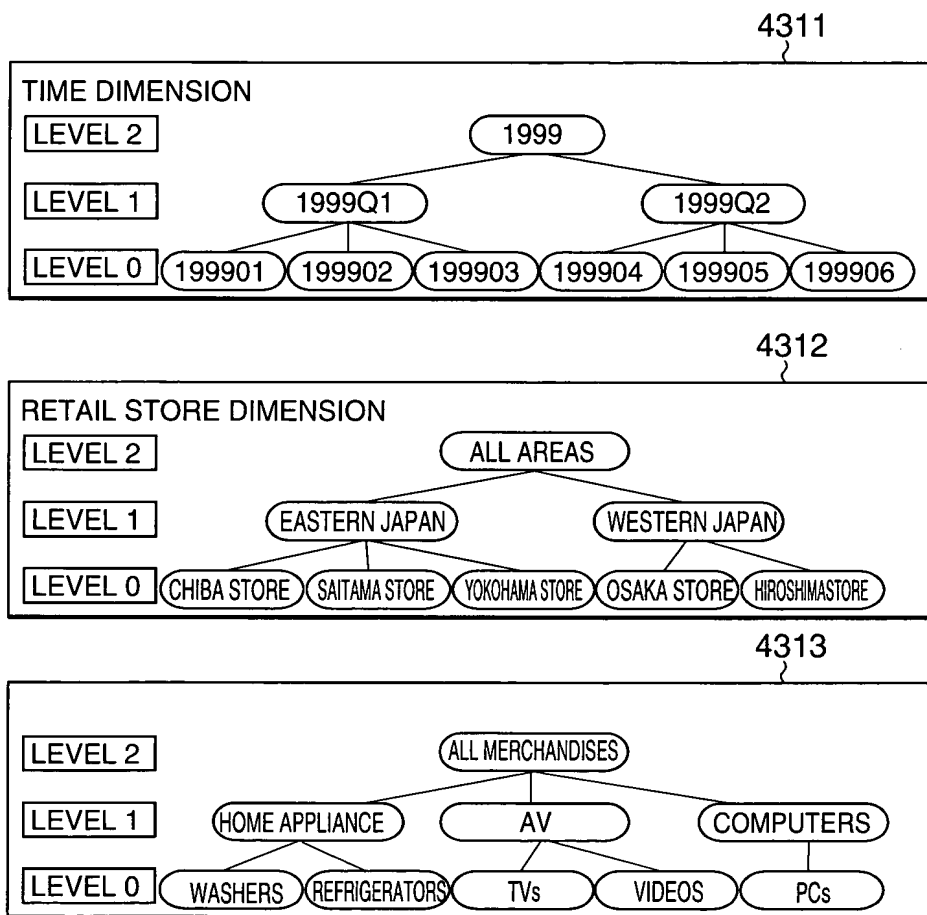 4311
TIME DIMENSION
LEVEL 2 1999
LEVEL 1 1999Q1 1999Q2
LEVEL 0 199901 199902 199903 199904 199905 199906
4312
RETAIL STORE DIMENSION
LEVEL 2 ALL AREAS
LEVEL 1 EASTERN JAPAN WESTERN JAPAN
LEVEL 0 CHIBA STORE SAITAMA STORE YOKOHAMA STORE OSAKA STORE HIROSHIMASTORE
4313
LEVEL 2 ALL MERCHANDISES
LEVEL 1 HOME APPLIANCE AV COMPUTERS
LEVEL 0 WASHERS REFRIGERATORS TVs VIDEOS PCs